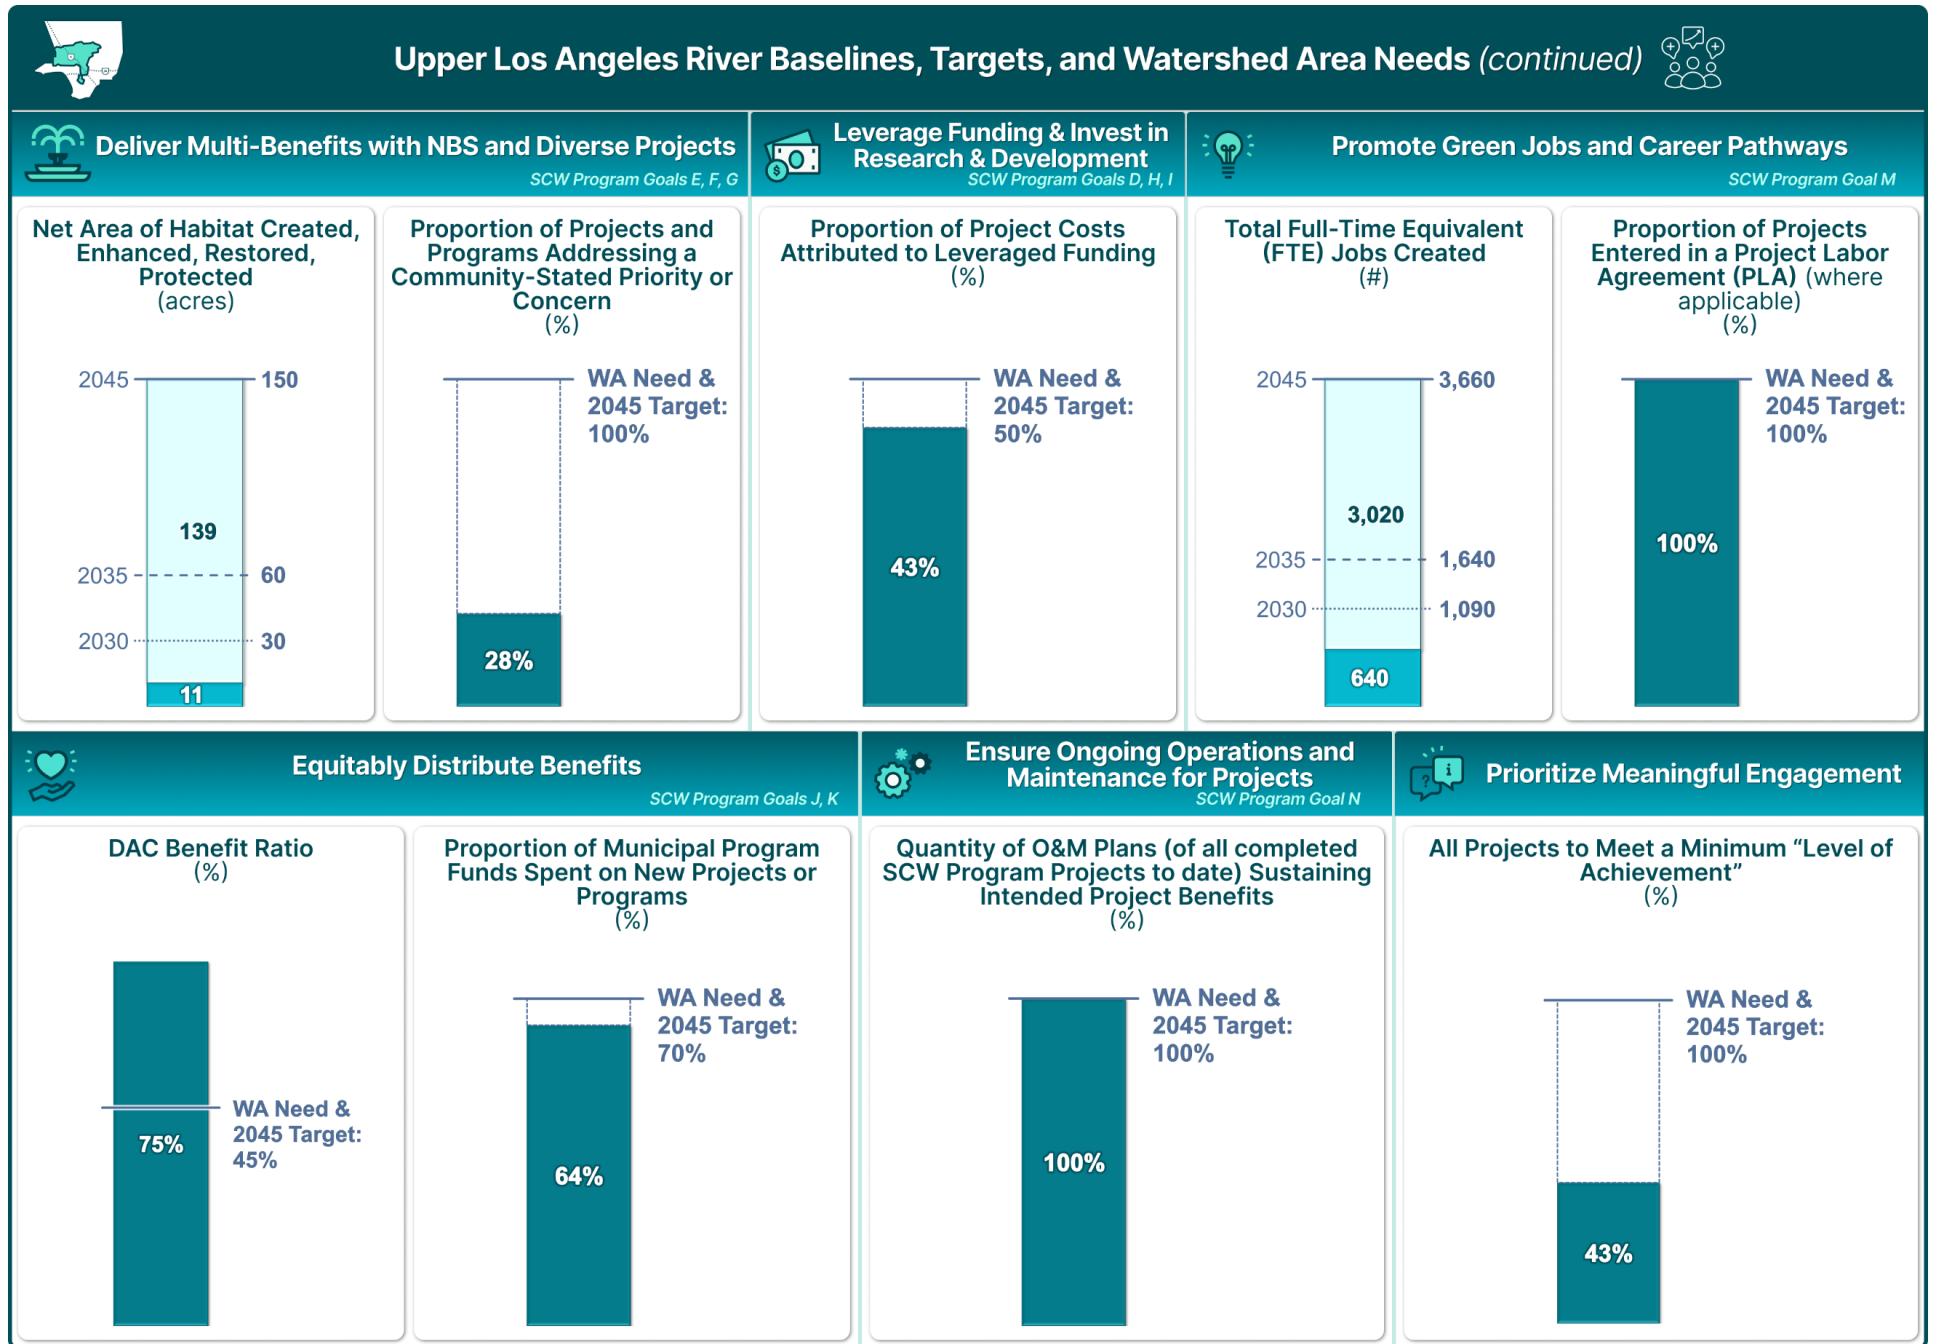 Upper Los Angeles River Baselines, Targets, and Watershed Area Needs (continued)
Deliver Multi-Benefits with NBS and Diverse Projects
SCW Program Goals E, F, G
Leverage Funding & Invest in
Research & Development
SCW Program Goals D, H, I
Promote Green Jobs and Career Pathways
SCW Program Goal M
Net Area of Habitat Created,
Enhanced, Restored,
Protected
(acres)
2045
150
139
2035
60
2030
30
11
Proportion of Projects and
Programs Addressing a
Community-Stated Priority or
Concern
(%)
WA Need &
2045 Target:
100%
28%
Proportion of Project Costs
Attributed to Leveraged Funding
(%)
WA Need &
2045 Target:
50%
43%
Total Full-Time Equivalent
(FTE) Jobs Created
(#)
2045
3,660
3,020
2035
1,640
2030
1,090
640
Proportion of Projects
Entered in a Project Labor
Agreement (PLA) (where
applicable)
(%)
WA Need &
2045 Target:
100%
100%
Equitably Distribute Benefits
SCW Program Goals J, K
Ensure Ongoing Operations and
Maintenance for Projects
SCW Program Goal N
Prioritize Meaningful Engagement
DAC Benefit Ratio
(%)
WA Need &
2045 Target:
45%
75%
Proportion of Municipal Program
Funds Spent on New Projects or
Programs
(%)
WA Need &
2045 Target:
70%
64%
Quantity of O&M Plans (of all completed
SCW Program Projects to date) Sustaining
Intended Project Benefits
(%)
WA Need &
2045 Target:
100%
100%
All Projects to Meet a Minimum “Level of
Achievement”
(%)
WA Need &
2045 Target:
100%
43%